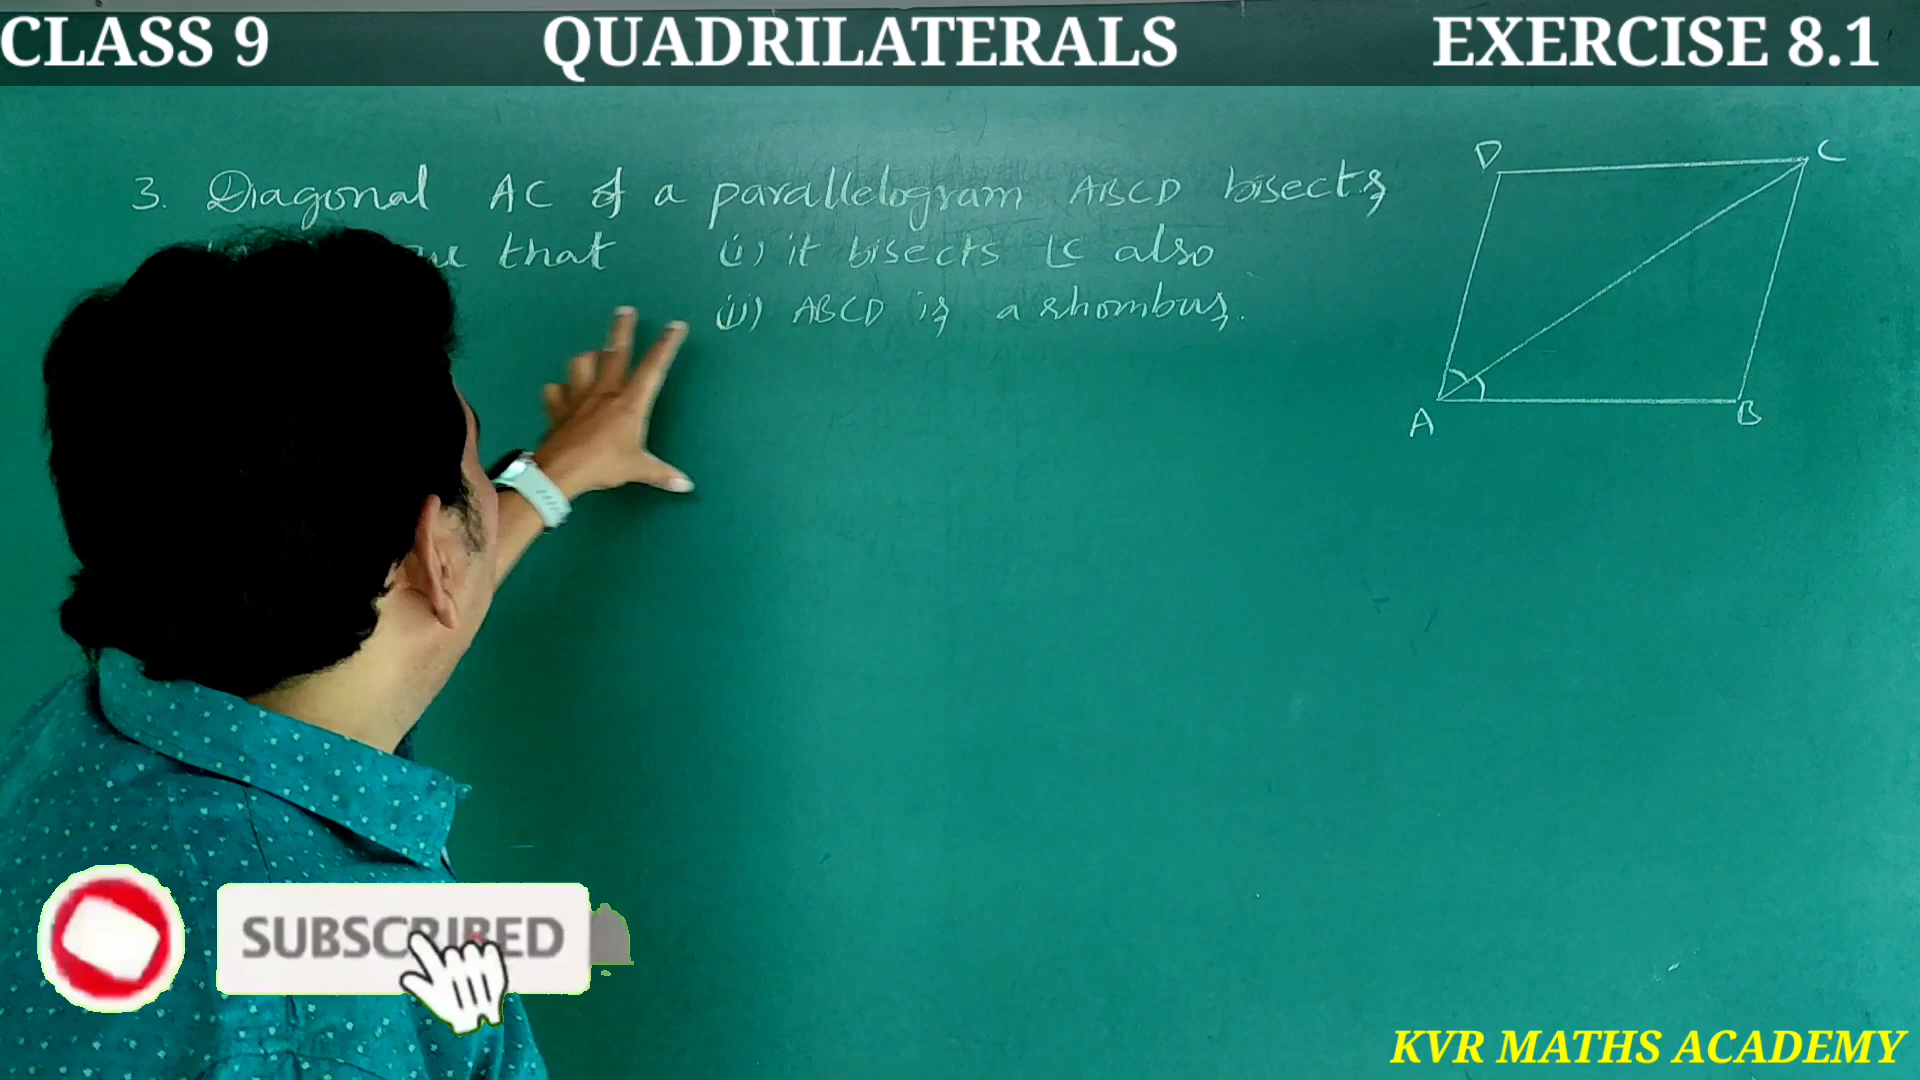 CLASS 9 QUADRILATERALS EXERCISE 8.1
3. Diagonal AC of a parallelogram ABCD bisects
that (i) it bisects ∠C also
(ii) ABCD is a rhombus.
D C
A B
SUBSCRIBED
KVR MATHS ACADEMY